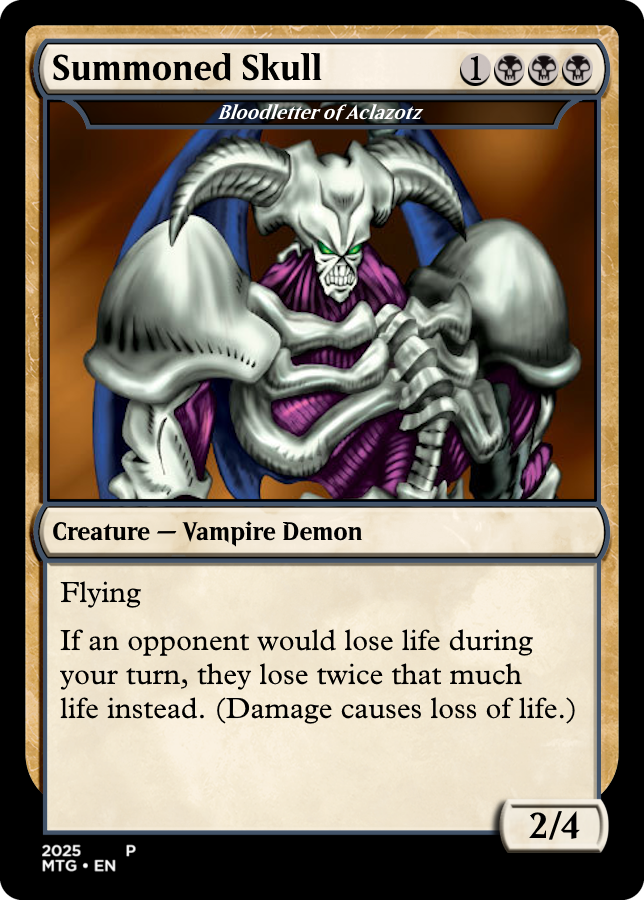 Summoned Skull 1
Bloodletter of Aclazotz
Creature — Vampire Demon
Flying
If an opponent would lose life during
your turn, they lose twice that much
life instead. (Damage causes loss of life.)
2/4
2025 P
MTG • EN